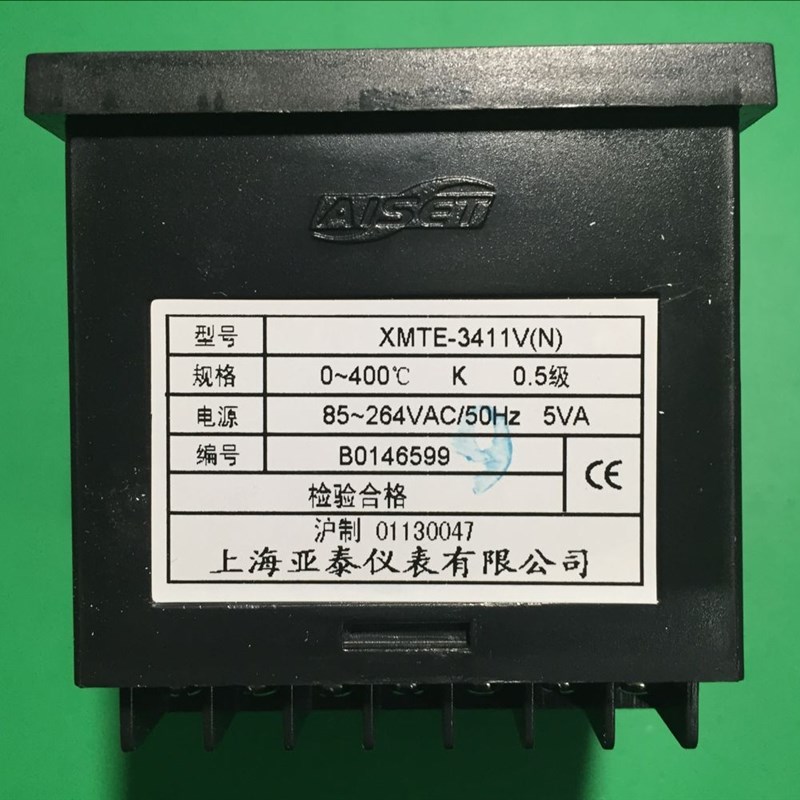 AISET
型号 XMTE-3411V(N)
规格 0~400℃ K 0.5级
电源 85~264VAC/50Hz 5VA
编号 B0146599
CE
检验合格
沪制 01130047
上海亚泰仪表有限公司
9